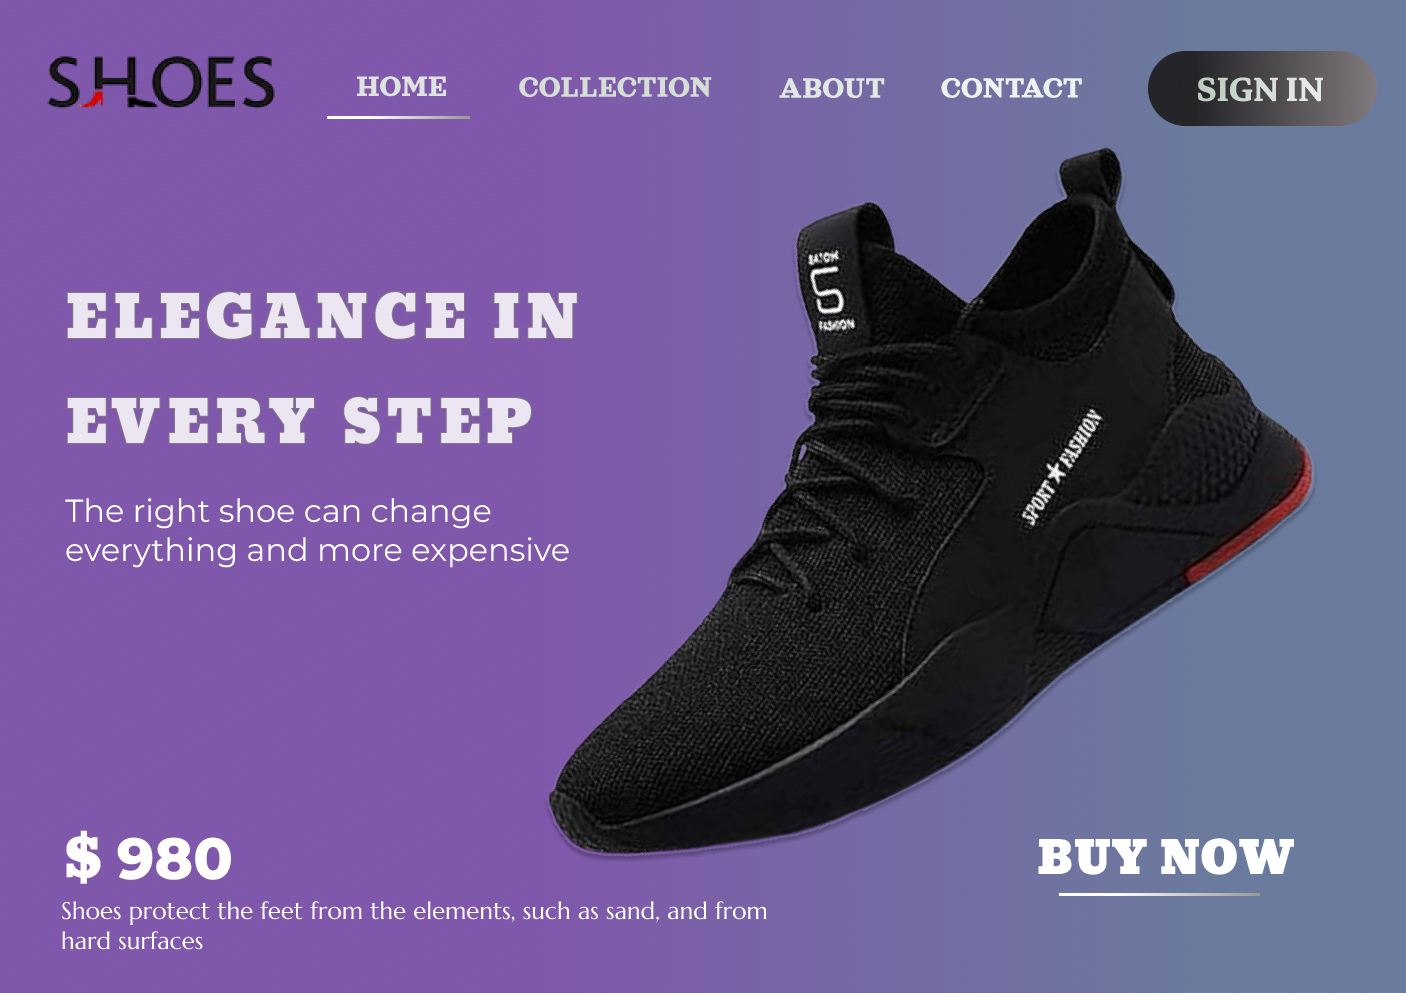 SHOES
HOME
COLLECTION
ABOUT
CONTACT
SIGN IN
5
FASHION
SPORT★FASHION
ELEGANCE IN
EVERY STEP
The right shoe can change
everything and more expensive
$ 980
Shoes protect the feet from the elements, such as sand, and from
hard surfaces
BUY NOW